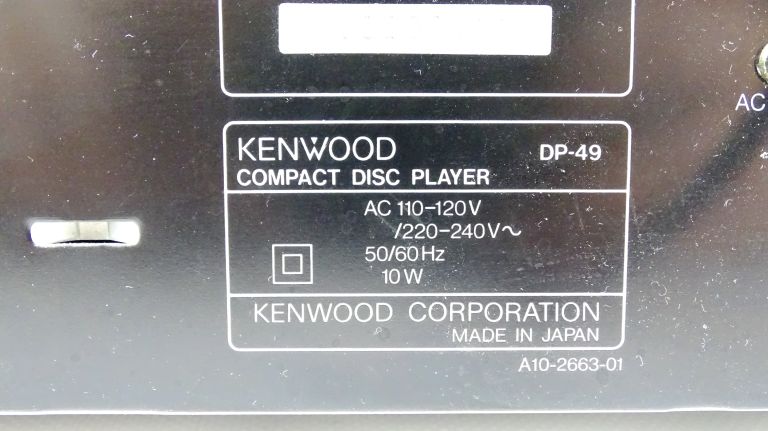 AC
KENWOOD DP-49
COMPACT DISC PLAYER
AC 110-120V
/220-240V~
50/60Hz
10W
KENWOOD CORPORATION
MADE IN JAPAN
A10-2663-01